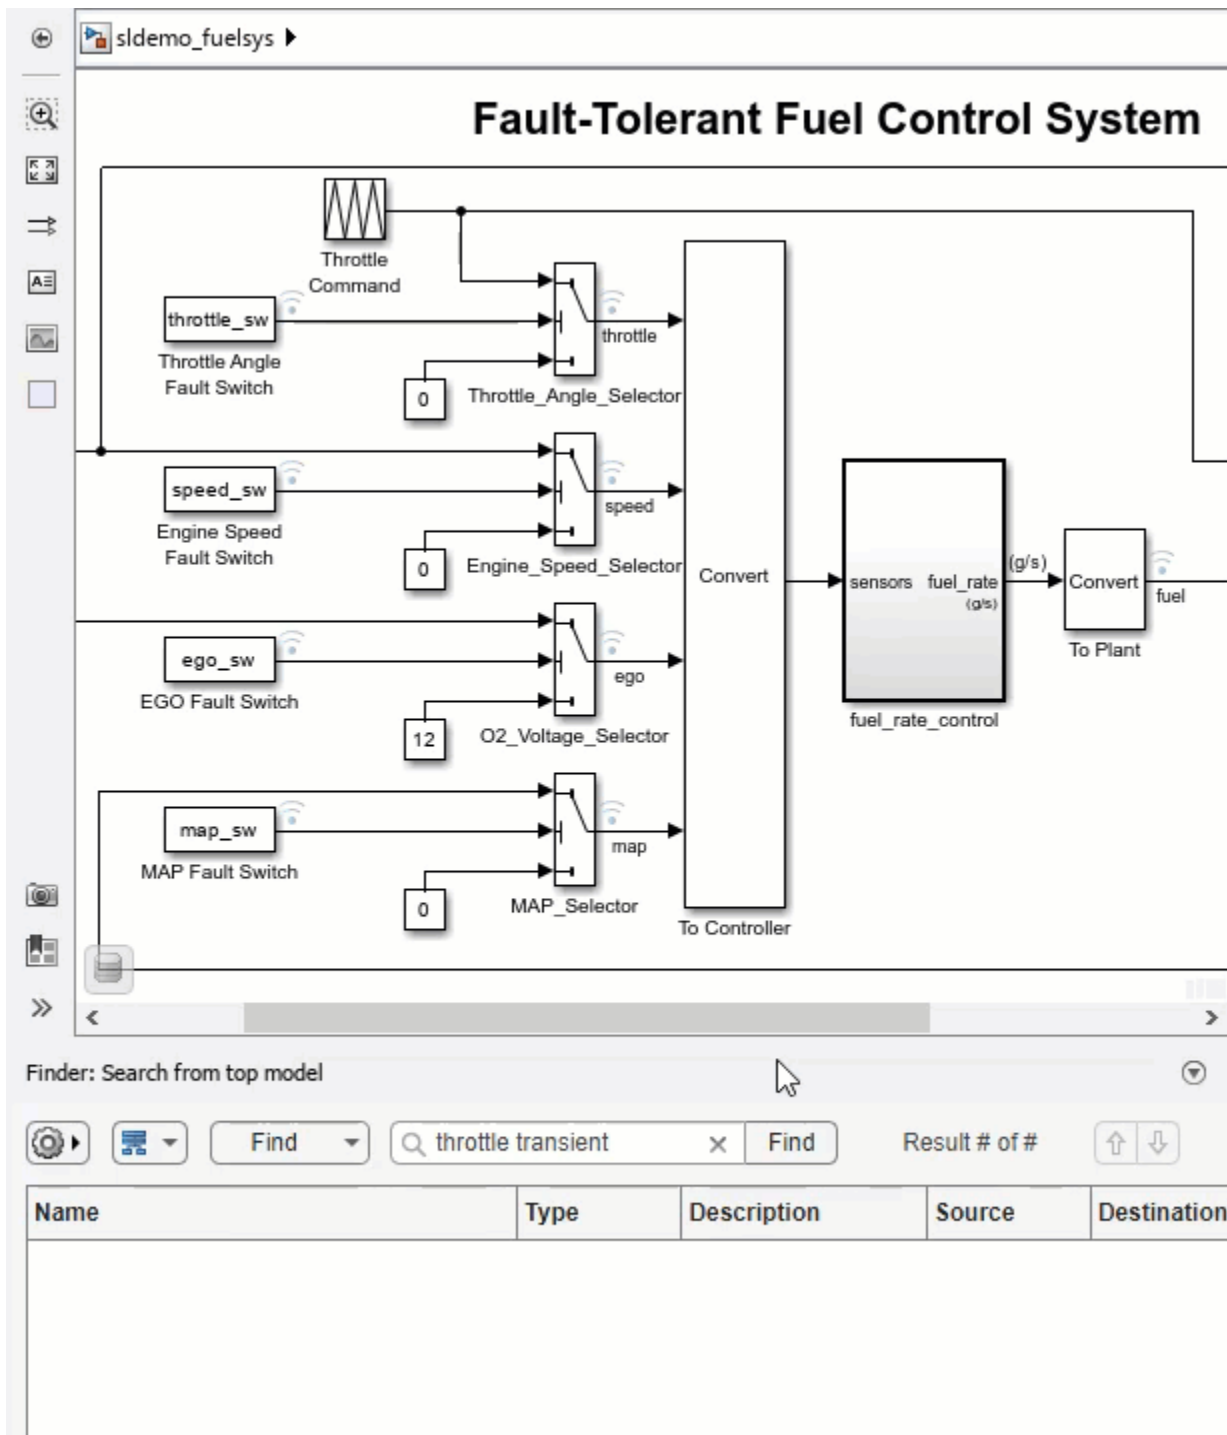 sldemo_fuelsys
Fault-Tolerant Fuel Control System
Throttle
Command
throttle_sw
Throttle Angle
Fault Switch
throttle
0
Throttle_Angle_Selector
speed_sw
Engine Speed
Fault Switch
speed
0
Engine_Speed_Selector
ego_sw
EGO Fault Switch
ego
12
O2_Voltage_Selector
map_sw
MAP Fault Switch
map
0
MAP_Selector
Convert
To Controller
sensors fuel_rate
(g/s)
fuel_rate_control
(g/s)
Convert
To Plant
fuel
Finder: Search from top model
Find throttle transient Find Result # of #
Name Type Description Source Destination